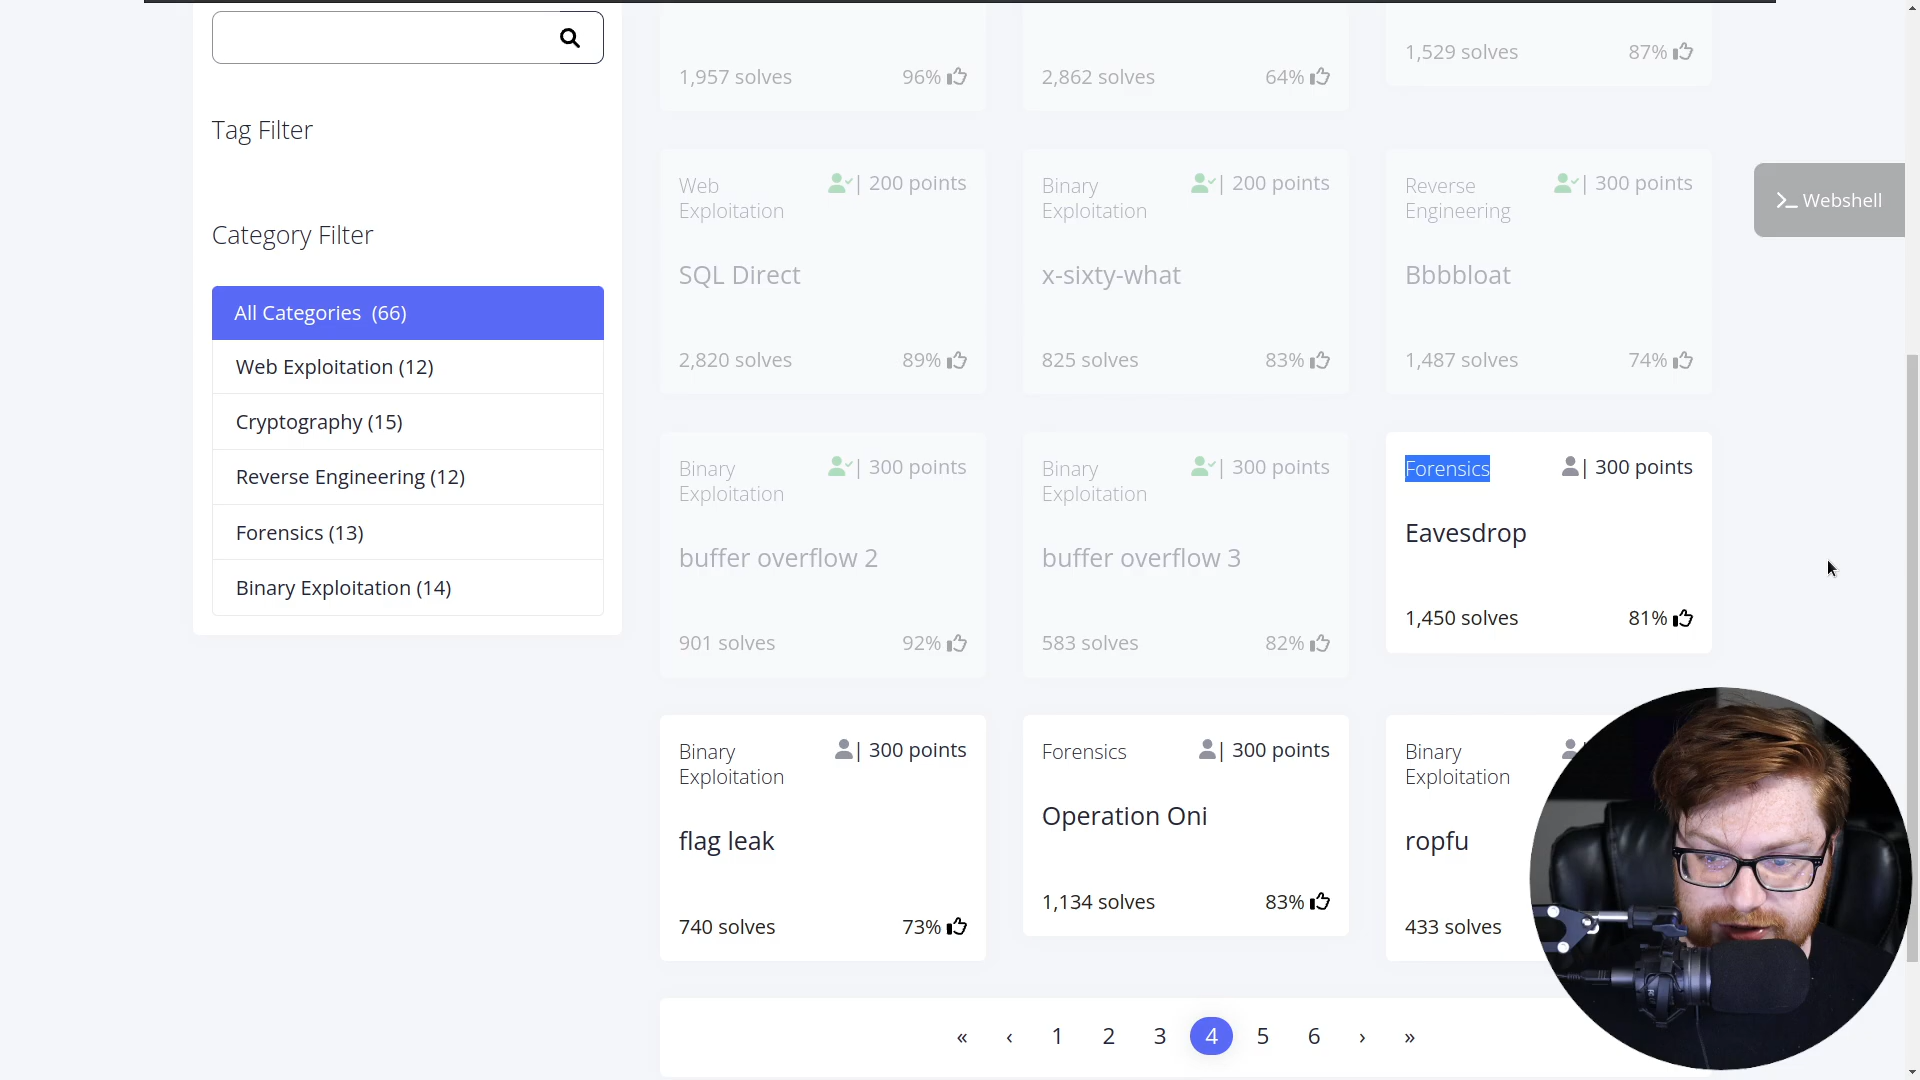 1,957 solves 96%
2,862 solves 64%
1,529 solves 87%
Tag Filter
Category Filter
All Categories (66)
Web Exploitation (12)
Cryptography (15)
Reverse Engineering (12)
Forensics (13)
Binary Exploitation (14)
Web
Exploitation
| 200 points
SQL Direct
2,820 solves 89%
Binary
Exploitation
| 200 points
x-sixty-what
825 solves 83%
Reverse
Engineering
| 300 points
Bbbbloat
1,487 solves 74%
>_ Webshell
Binary
Exploitation
| 300 points
buffer overflow 2
901 solves 92%
Binary
Exploitation
| 300 points
buffer overflow 3
583 solves 82%
Forensics | 300 points
Eavesdrop
1,450 solves 81%
Binary
Exploitation
| 300 points
flag leak
740 solves 73%
Forensics | 300 points
Operation Oni
1,134 solves 83%
Binary
Exploitation
ropfu
433 solves
« ‹ 1 2 3 4 5 6 › »